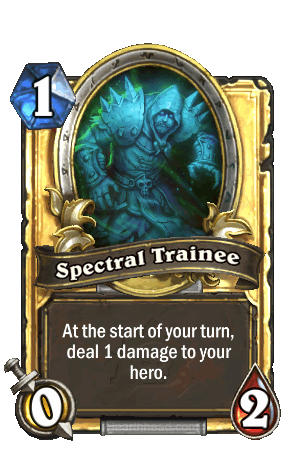 1
Spectral Trainee
At the start of your turn,
deal 1 damage to your
hero.
0
2